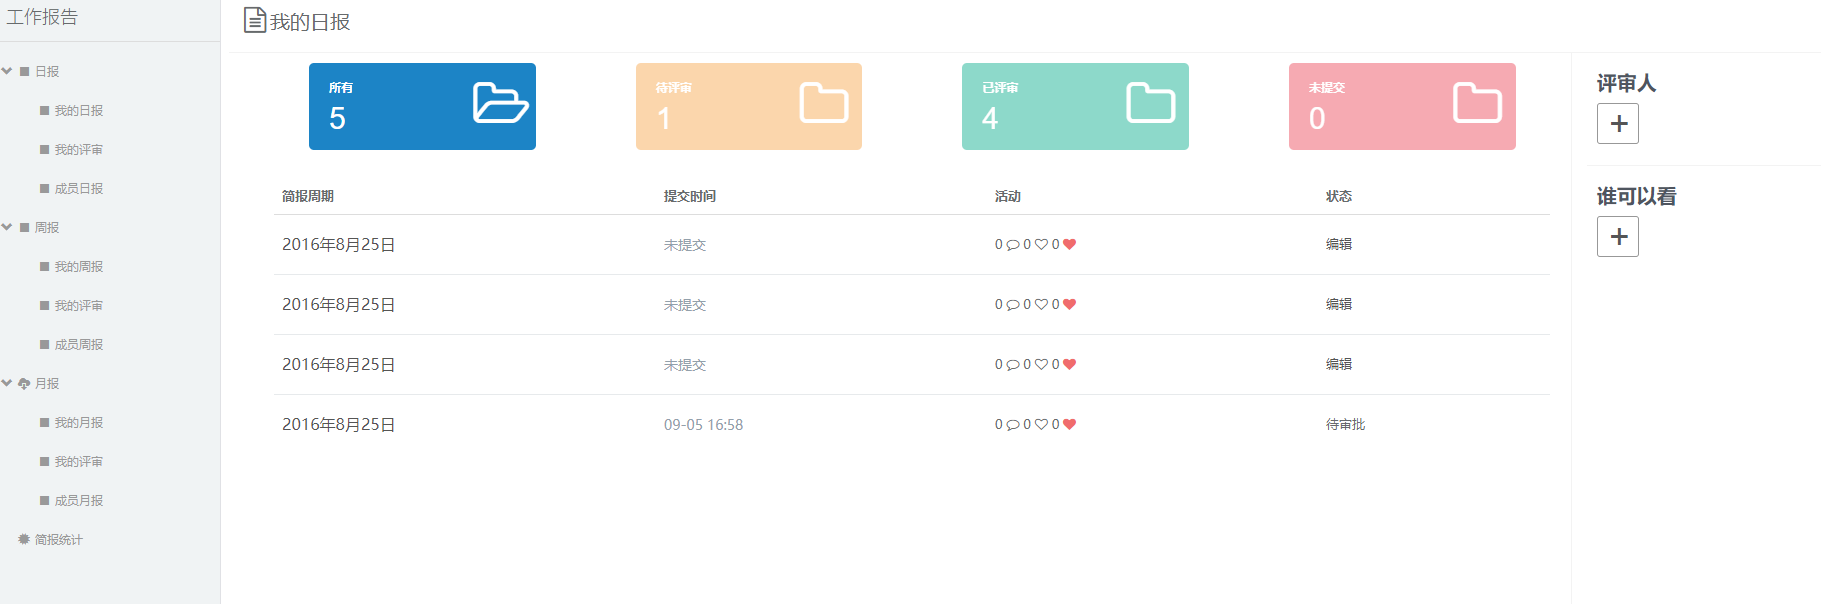 工作报告
日报
我的日报
我的评审
成员日报
周报
我的周报
我的评审
成员周报
月报
我的月报
我的评审
成员月报
简报统计
我的日报
所有
5
待评审
1
已评审
4
未提交
0
简报周期 提交时间 活动 状态
2016年8月25日 未提交 0 0 0 编辑
2016年8月25日 未提交 0 0 0 编辑
2016年8月25日 未提交 0 0 0 编辑
2016年8月25日 09-05 16:58 0 0 0 待审批
评审人
+
谁可以看
+